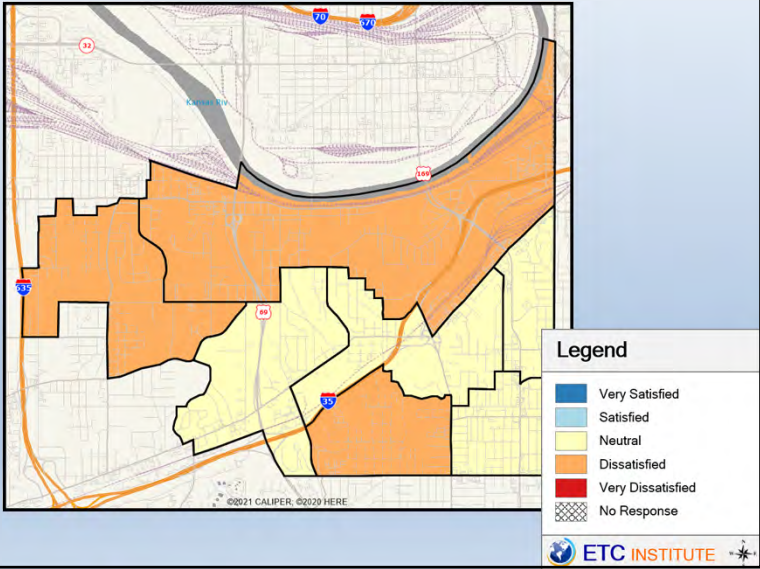 70
670
32
Kansas Riv
169
635
69
35
©2021 CALIPER; ©2020 HERE
Legend
Very Satisfied
Satisfied
Neutral
Dissatisfied
Very Dissatisfied
No Response
ETC INSTITUTE
N
W E
S